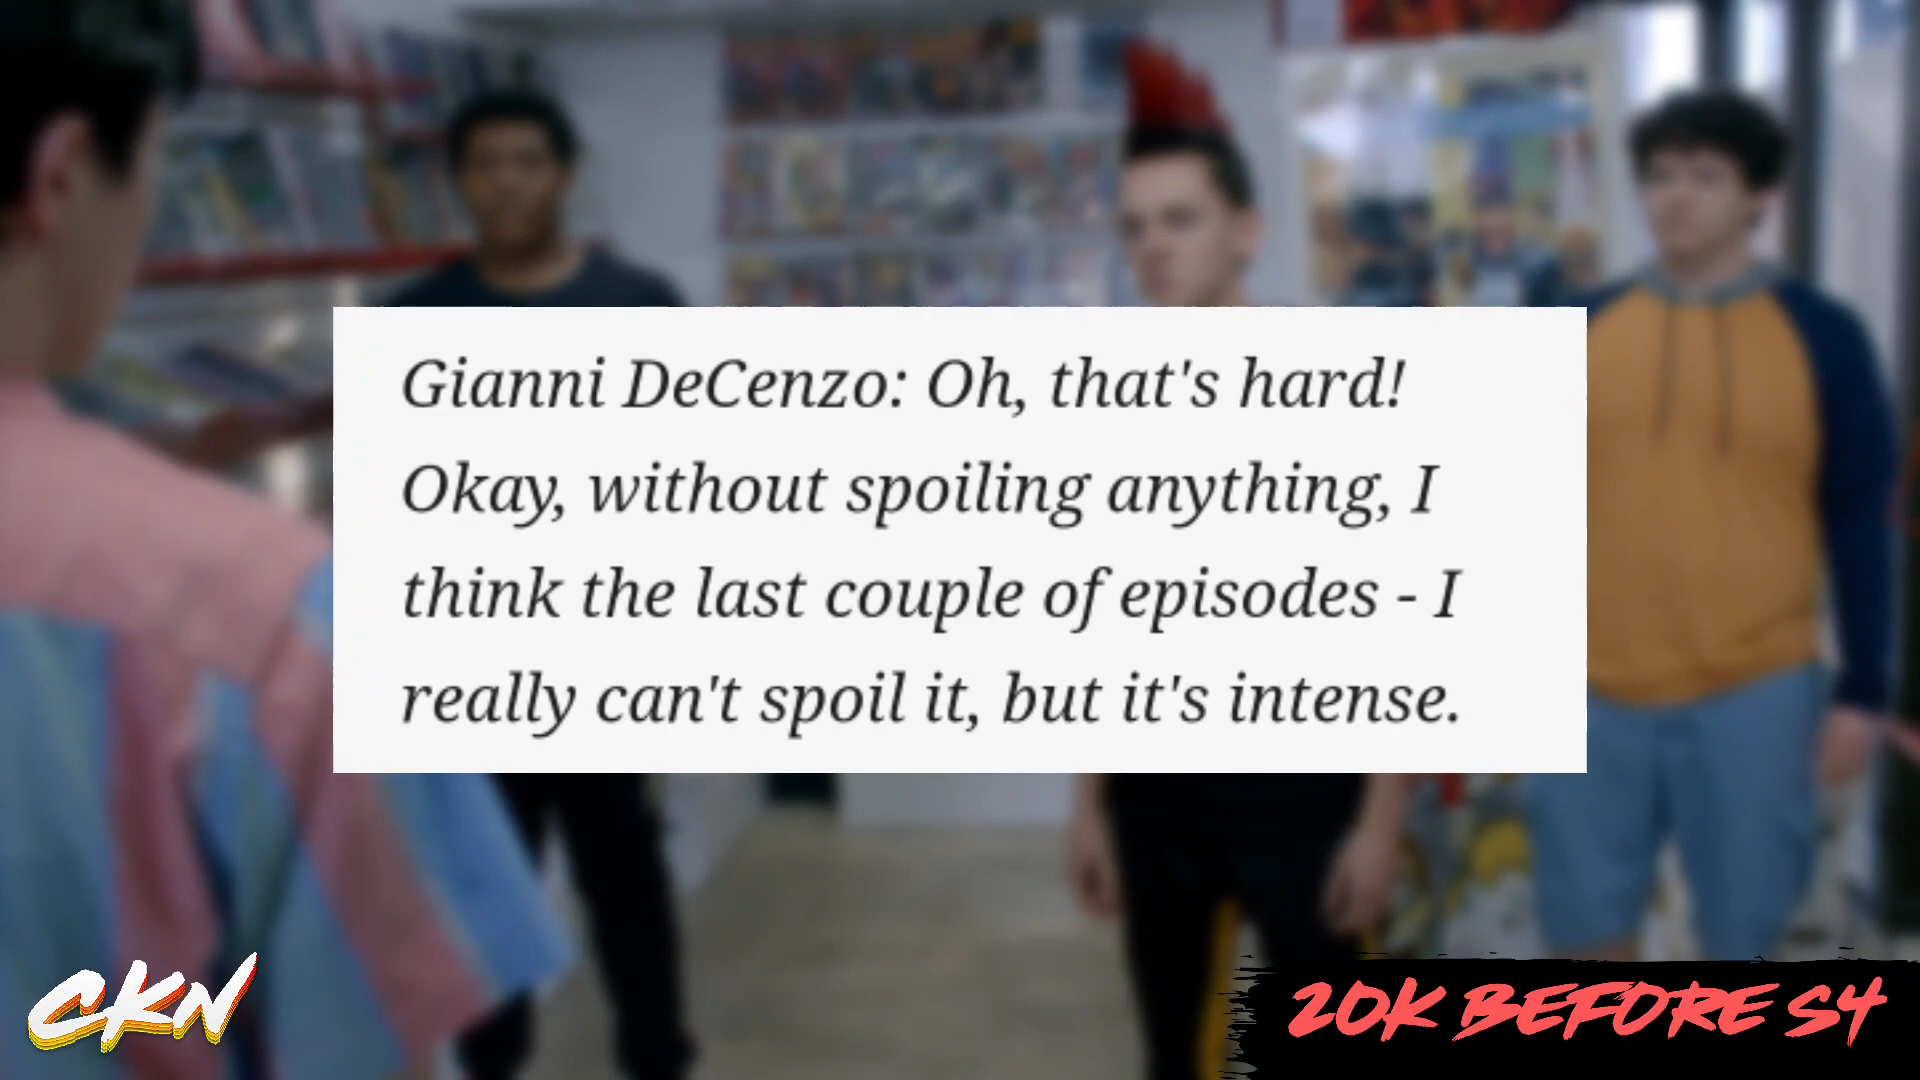 Gianni DeCenzo: Oh, that's hard!
Okay, without spoiling anything, I
think the last couple of episodes - I
really can't spoil it, but it's intense.
CKN
20K BEFORE S4